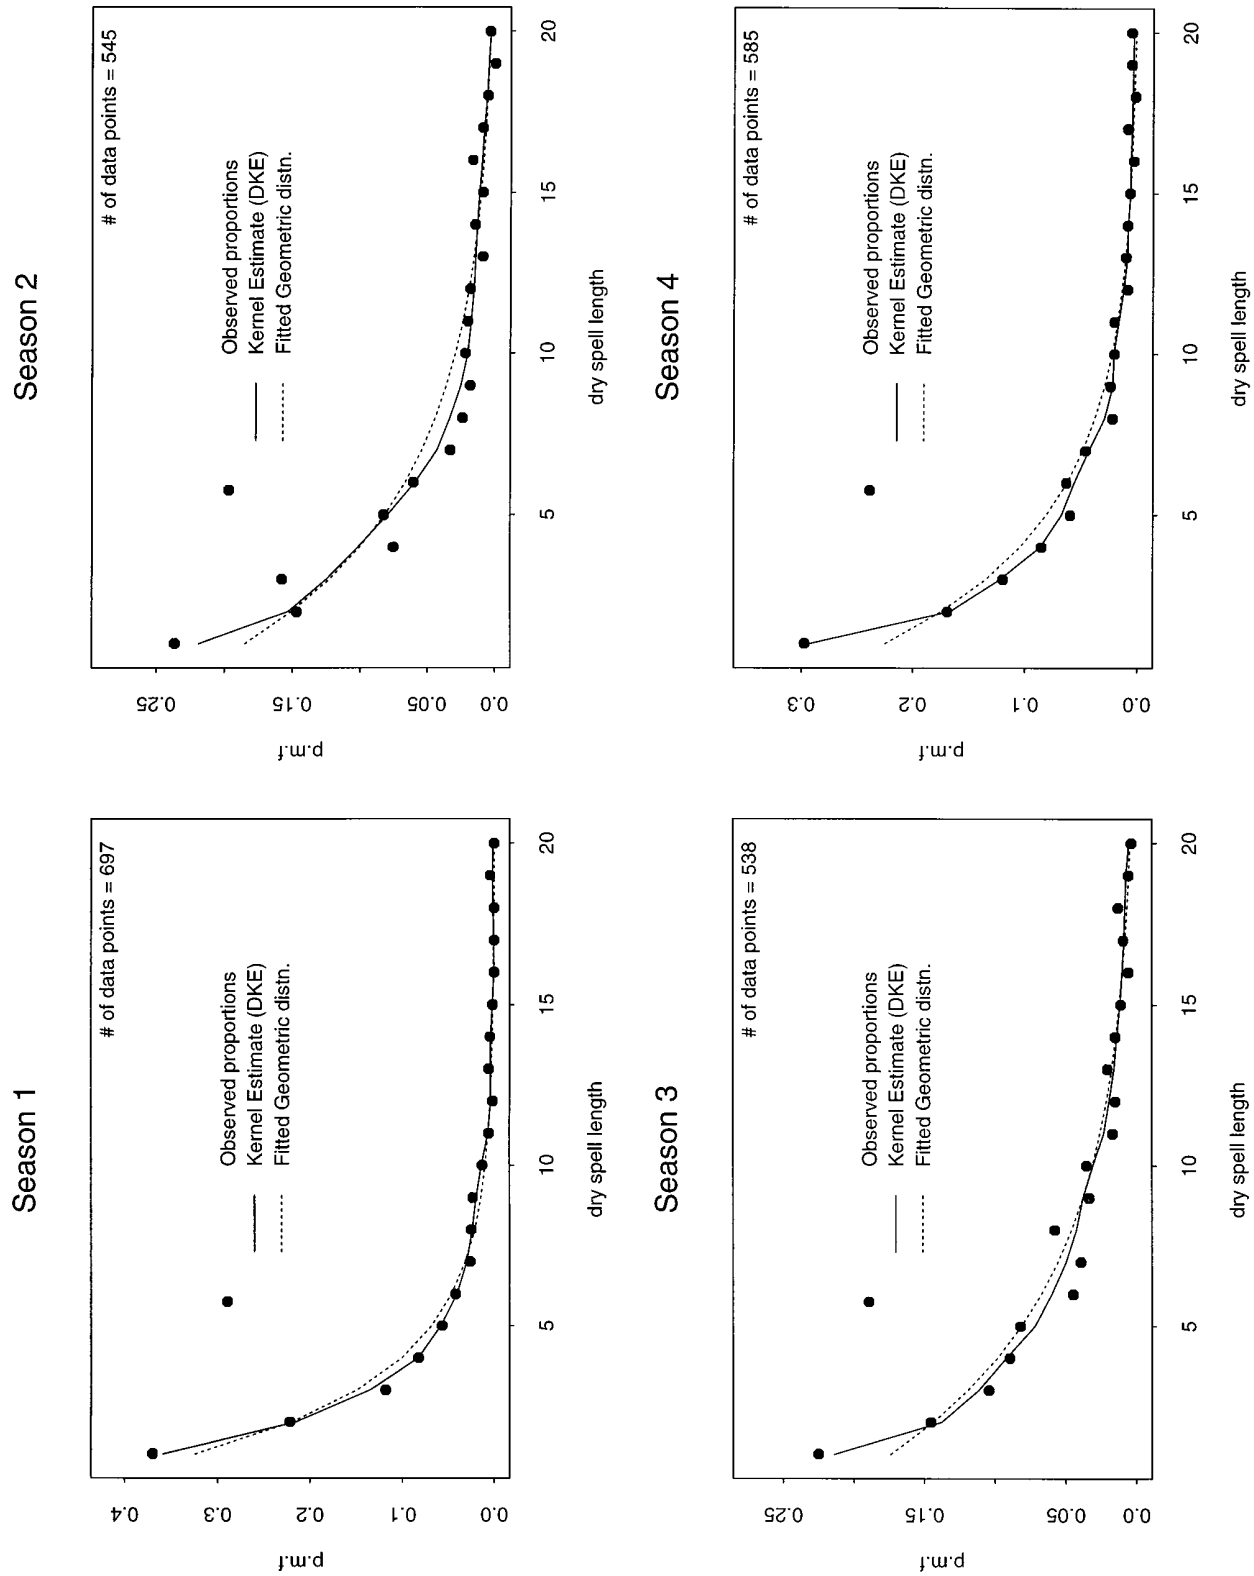 Season 1
# of data points = 697
Observed proportions
Kernel Estimate (DKE)
Fitted Geometric distn.
p.m.f
0.0
0.1
0.2
0.3
0.4
5
10
15
20
dry spell length
Season 2
# of data points = 545
Observed proportions
Kernel Estimate (DKE)
Fitted Geometric distn.
p.m.f
0.0
0.05
0.15
0.25
5
10
15
20
dry spell length
Season 3
# of data points = 538
Observed proportions
Kernel Estimate (DKE)
Fitted Geometric distn.
p.m.f
0.0
0.05
0.15
0.25
5
10
15
20
dry spell length
Season 4
# of data points = 585
Observed proportions
Kernel Estimate (DKE)
Fitted Geometric distn.
p.m.f
0.0
0.1
0.2
0.3
5
10
15
20
dry spell length